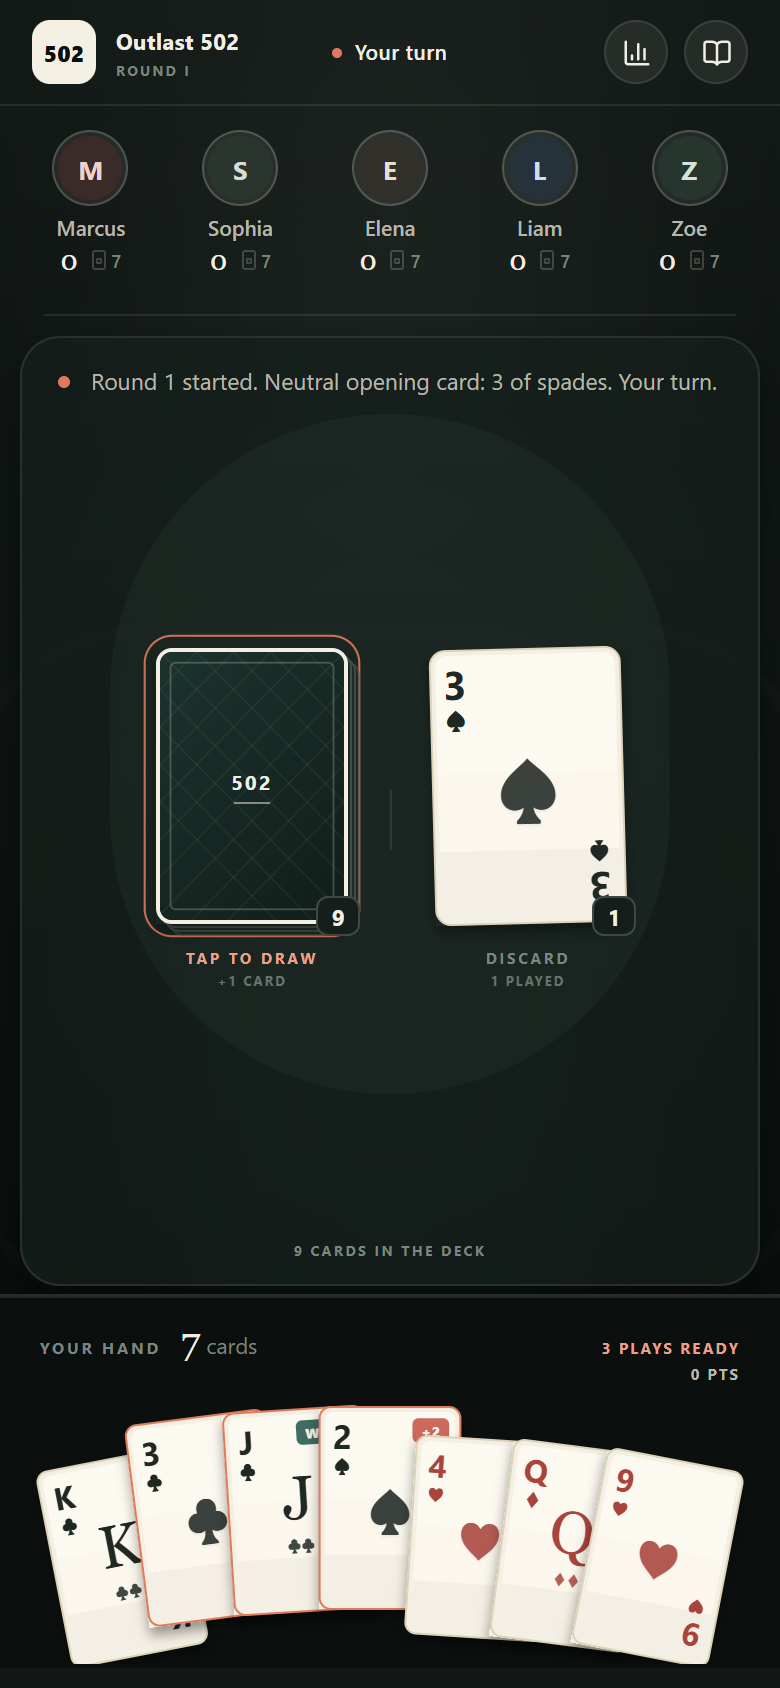 502
Outlast 502
ROUND 1
Your turn
M
S
E
L
Z
Marcus
Sophia
Elena
Liam
Zoe
0 7
0 7
0 7
0 7
0 7
Round 1 started. Neutral opening card: 3 of spades. Your turn.
502
9
3
3
1
TAP TO DRAW
+1 CARD
DISCARD
1 PLAYED
9 CARDS IN THE DECK
YOUR HAND 7 cards
3 PLAYS READY
0 PTS
K
K
3
J
J
2
+2
4
Q
Q
9
9